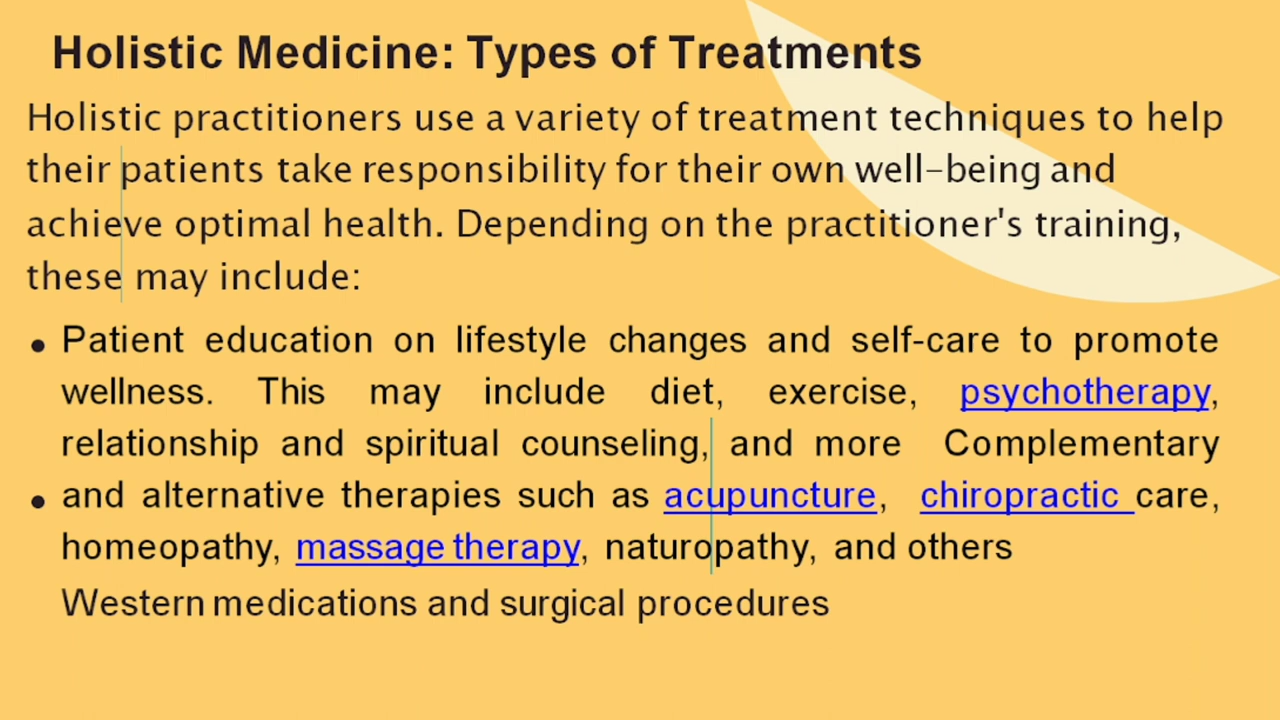 Holistic Medicine: Types of Treatments
Holistic practitioners use a variety of treatment techniques to help
their patients take responsibility for their own well-being and
achieve optimal health. Depending on the practitioner's training,
these may include:
• Patient education on lifestyle changes and self-care to promote
wellness. This may include diet, exercise, psychotherapy,
relationship and spiritual counseling, and more Complementary
• and alternative therapies such as acupuncture, chiropractic care,
homeopathy, massage therapy, naturopathy, and others
Western medications and surgical procedures